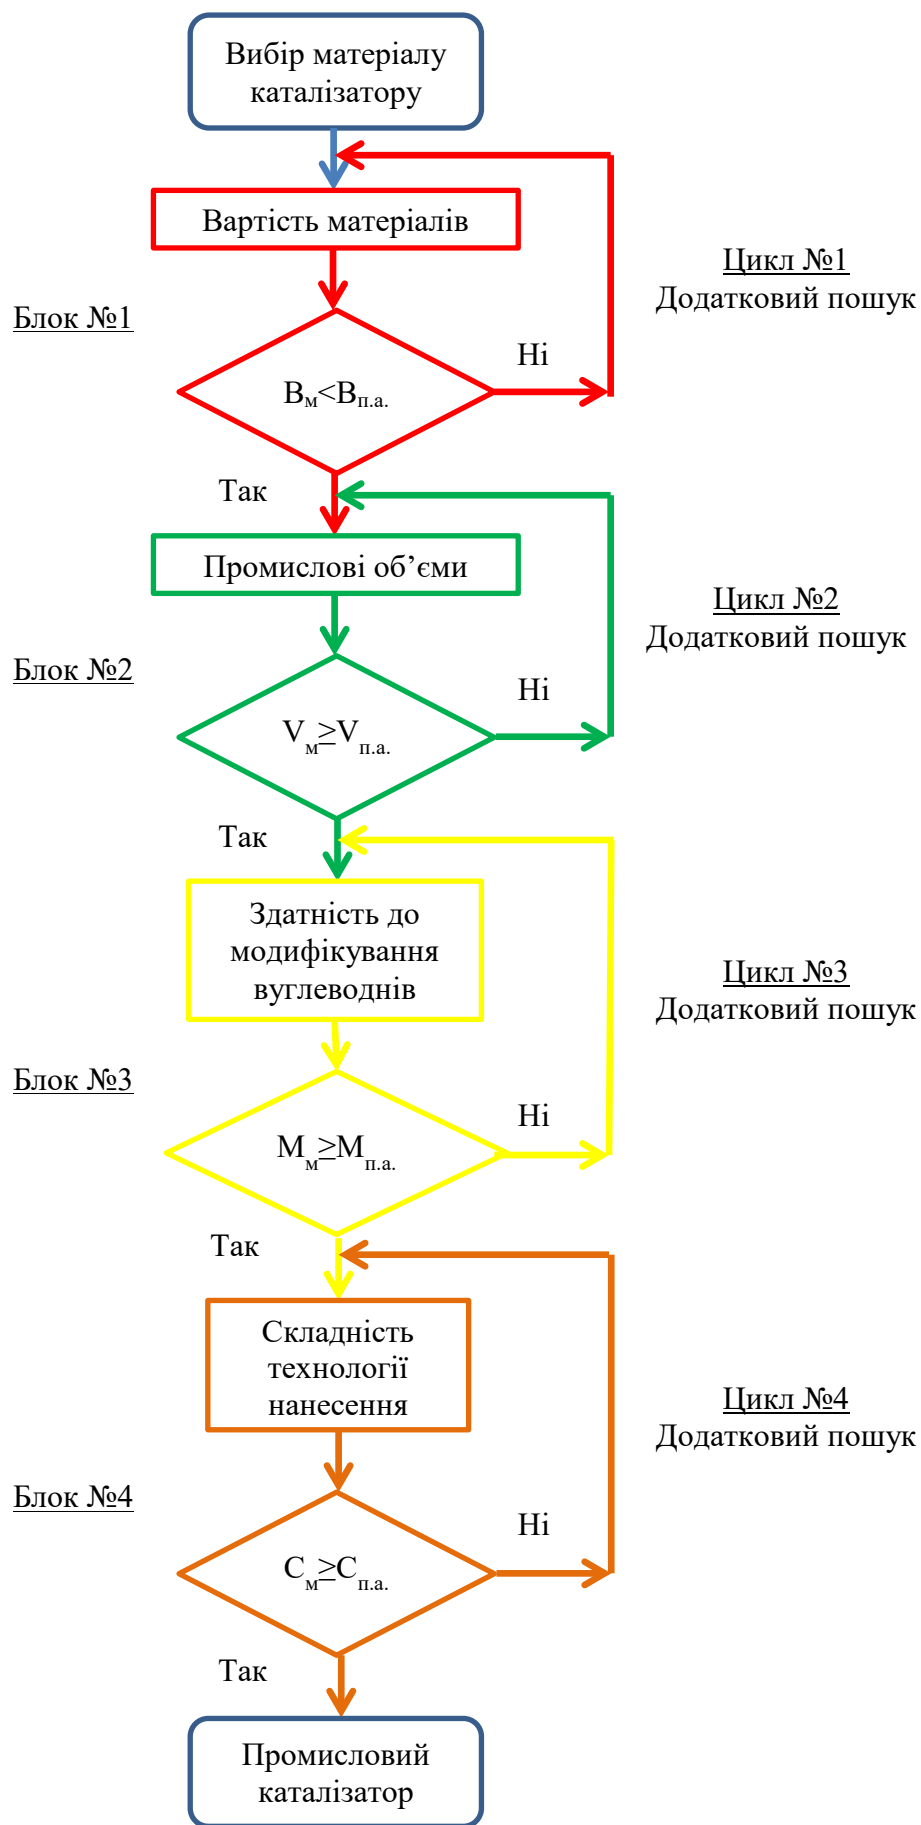 Вибір матеріалу
каталізатору
Вартість матеріалів
Цикл №1
Додатковий пошук
Блок №1
Ні
Вм<Вп.а.
Так
Промислові об’єми
Цикл №2
Додатковий пошук
Блок №2
Ні
Vм≥Vп.а.
Так
Здатність до
модифікування
вуглеводнів
Цикл №3
Додатковий пошук
Блок №3
Ні
Мм≥Мп.а.
Так
Складність
технології
нанесення
Цикл №4
Додатковий пошук
Блок №4
Ні
См≥Сп.а.
Так
Промисловий
каталізатор